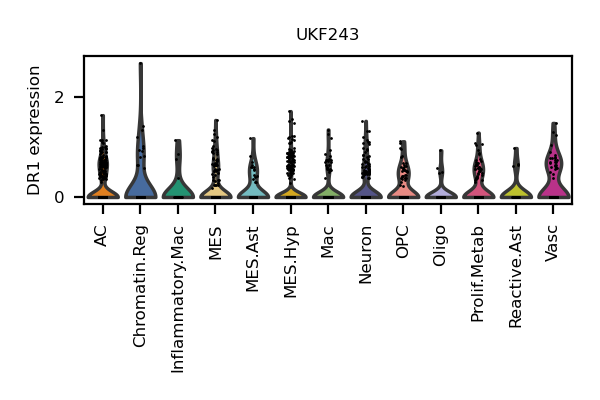 UKF243
DR1 expression
2
0
AC
Chromatin.Reg
Inflammatory.Mac
MES
MES.Ast
MES.Hyp
Mac
Neuron
OPC
Oligo
Prolif.Metab
Reactive.Ast
Vasc